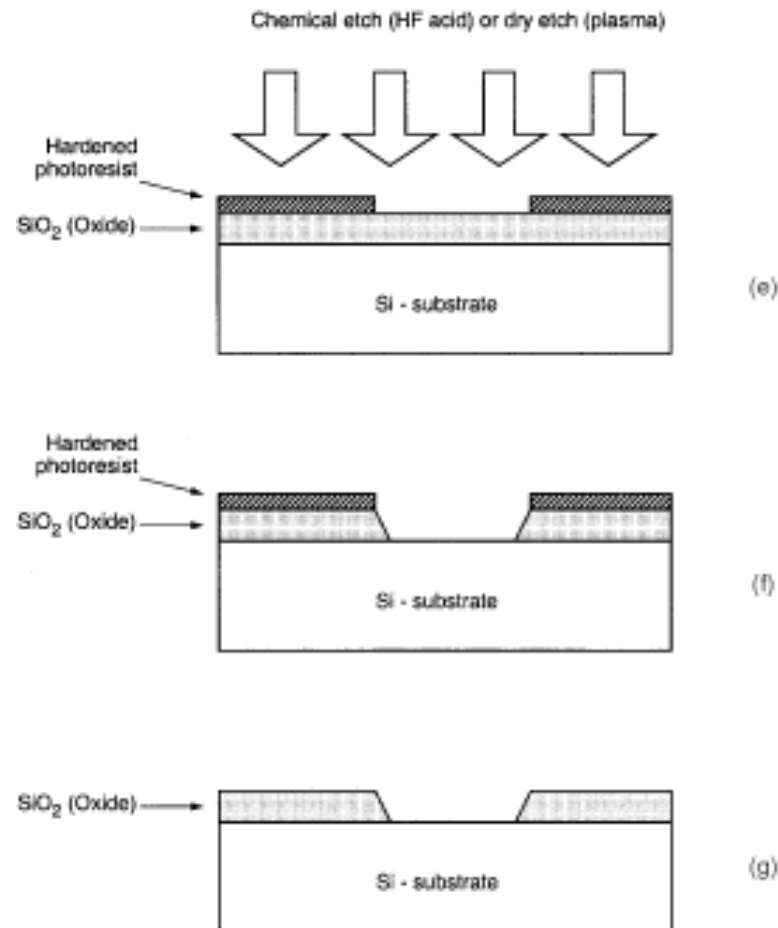 Chemical etch (HF acid) or dry etch (plasma)
Hardened
photoresist
SiO2 (Oxide)
Si - substrate
(e)
Hardened
photoresist
SiO2 (Oxide)
Si - substrate
(f)
SiO2 (Oxide)
Si - substrate
(g)